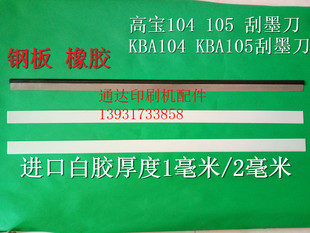 高宝104 105 刮墨刀
钢板 橡胶
KBA104 KBA105刮墨刀
通达印刷机配件
13931733858
进口白胶厚度1毫米/2毫米